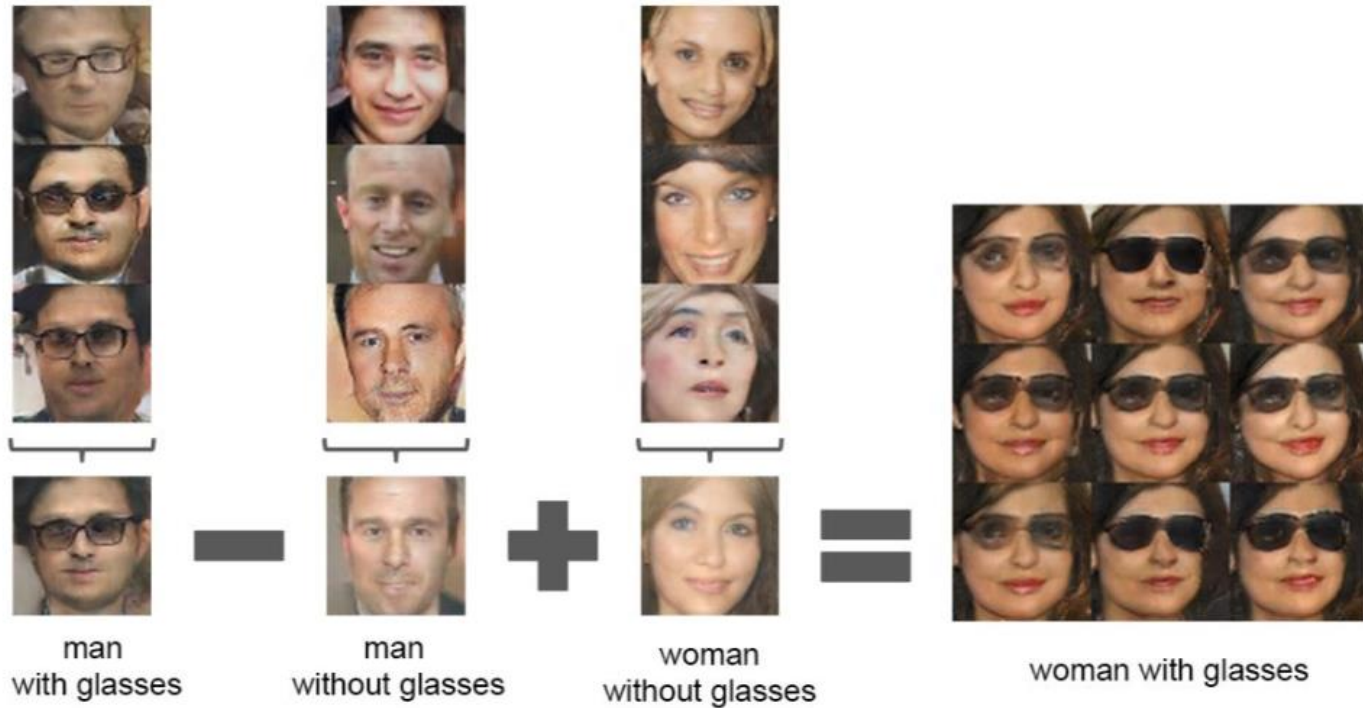 man
with glasses
man
without glasses
woman
without glasses
woman with glasses